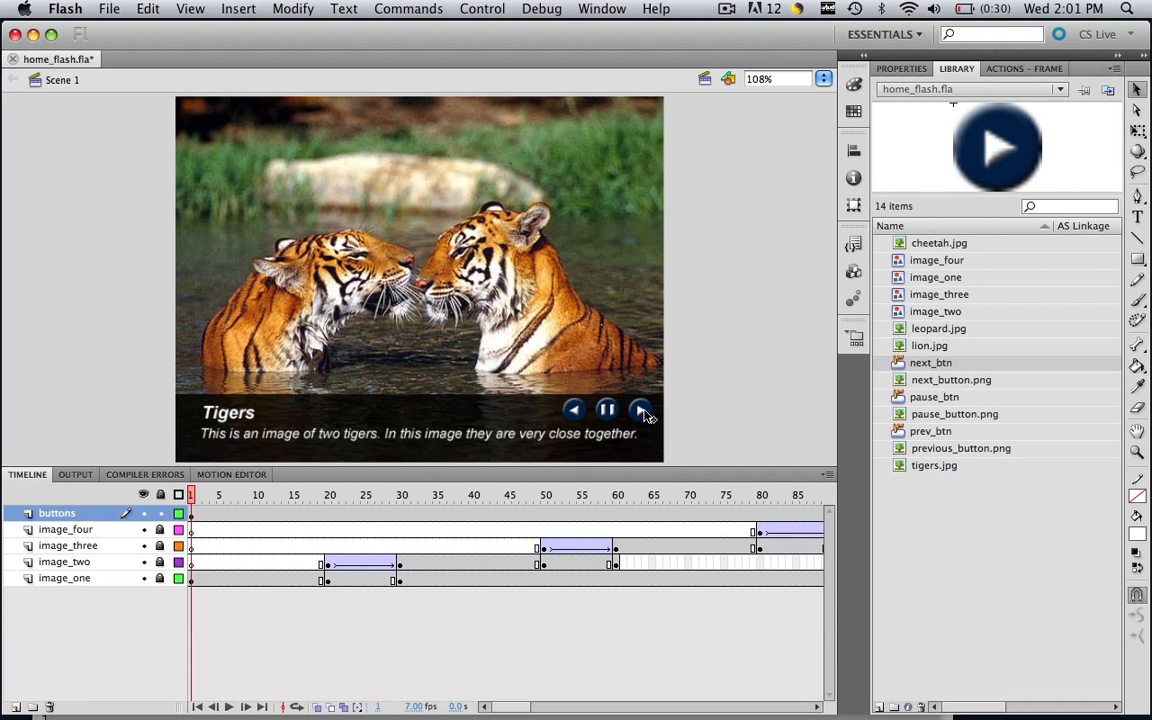 Flash File Edit View Insert Modify Text Commands Control Debug Window Help 12 (0:30) Wed 2:01 PM
Fl ESSENTIALS CS Live
home_flash.fla*
Scene 1 108%
PROPERTIES LIBRARY ACTIONS - FRAME
home_flash.fla
14 items
Name AS Linkage
cheetah.jpg
image_four
image_one
image_three
image_two
leopard.jpg
lion.jpg
next_btn
next_button.png
pause_btn
pause_button.png
prev_btn
previous_button.png
tigers.jpg
Tigers
This is an image of two tigers. In this image they are very close together.
TIMELINE OUTPUT COMPILER ERRORS MOTION EDITOR
1 5 10 15 20 25 30 35 40 45 50 55 60 65 70 75 80 85
buttons
image_four
image_three
image_two
image_one
1 7.00 fps 0.0 s